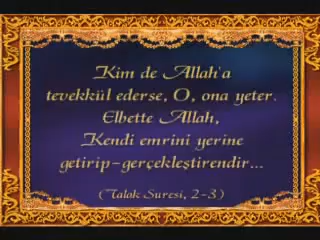 Kim de Allah'a
tevekkül ederse, O, ona yeter.
Elbette Allah,
Kendi emrini yerine
getirip-gerçekleştirendir...
(Talak Suresi, 2-3)